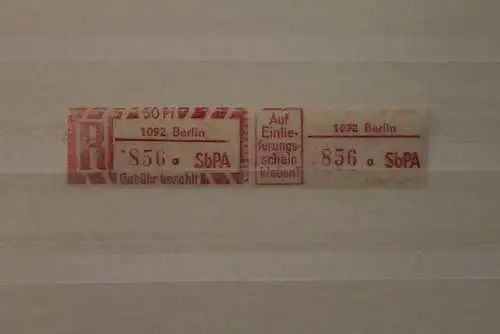 50 Pf
R
1092 Berlin
856 a SbPA
Gebühr bezahlt
Auf
Einlie-
ferungs-
schein
kleben!
1092 Berlin
856 a SbPA